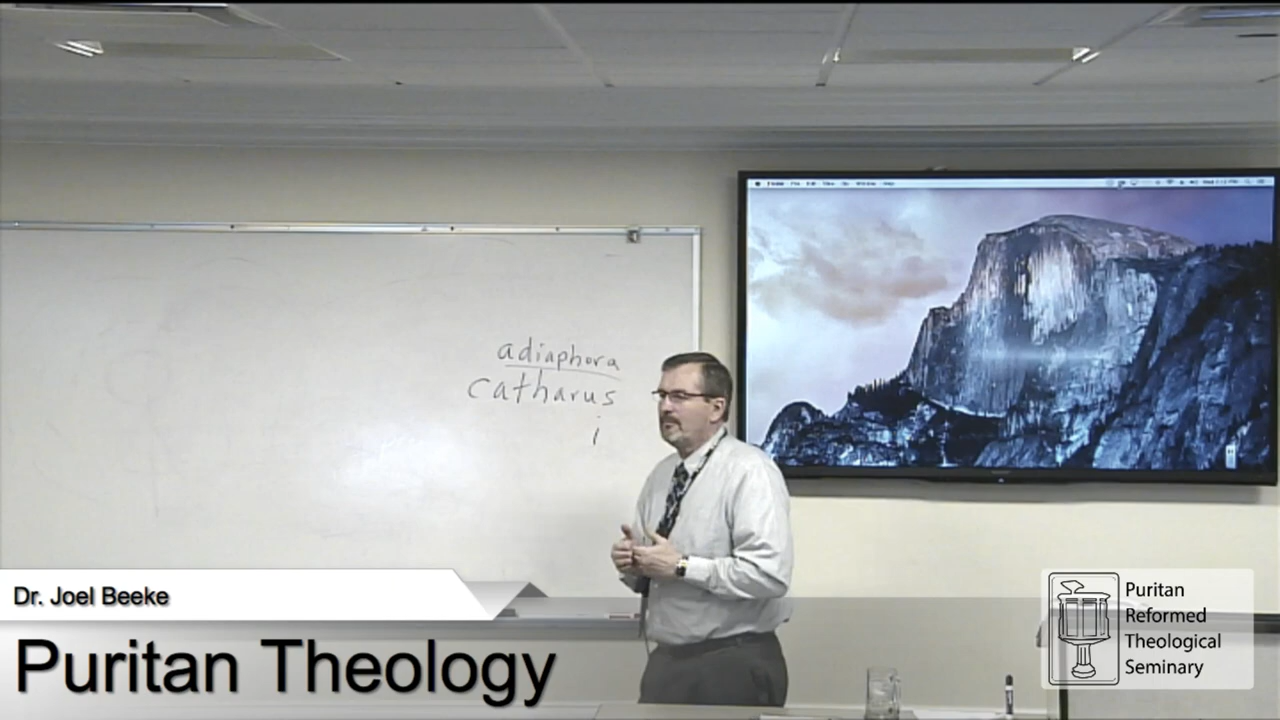 adiaphora
catharus
i
Dr. Joel Beeke
Puritan Theology
Puritan
Reformed
Theological
Seminary